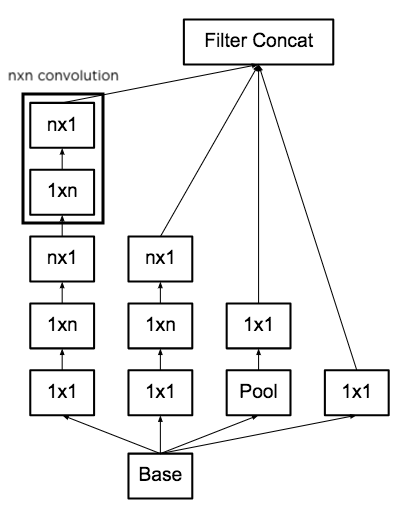 Filter Concat
nxn convolution
nx1
1xn
nx1
nx1
1xn
1xn
1x1
1x1
1x1
Pool
1x1
Base